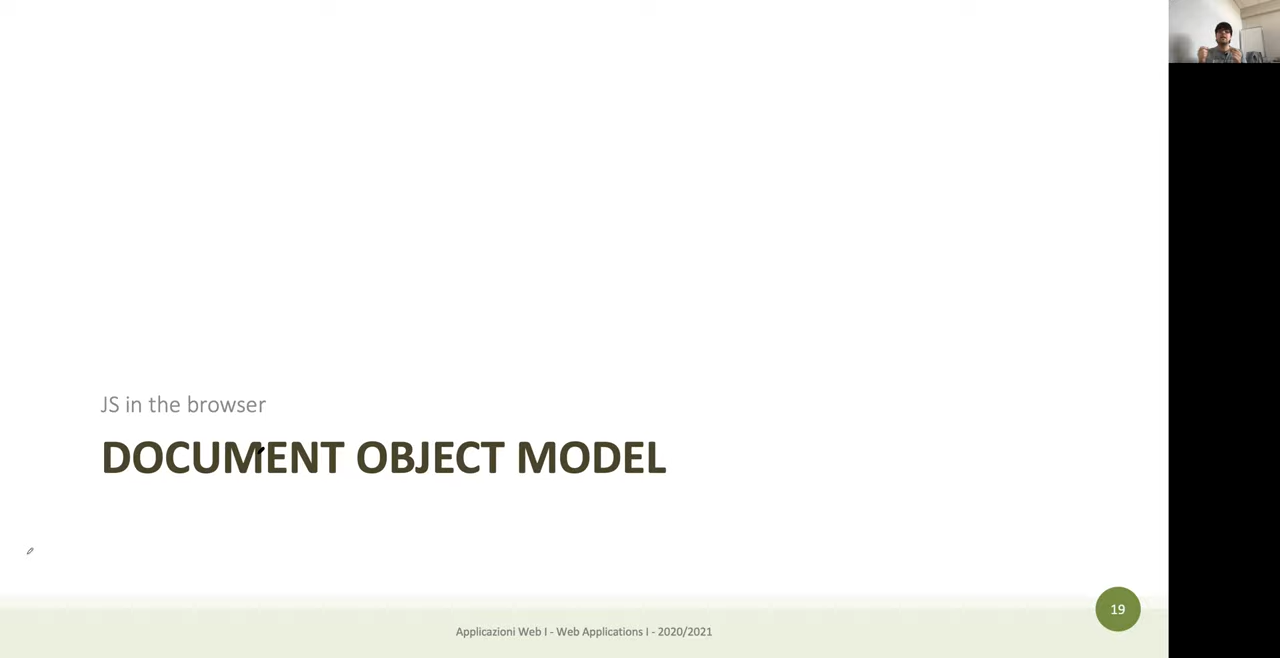 JS in the browser
DOCUMENT OBJECT MODEL
19
Applicazioni Web I - Web Applications I - 2020/2021